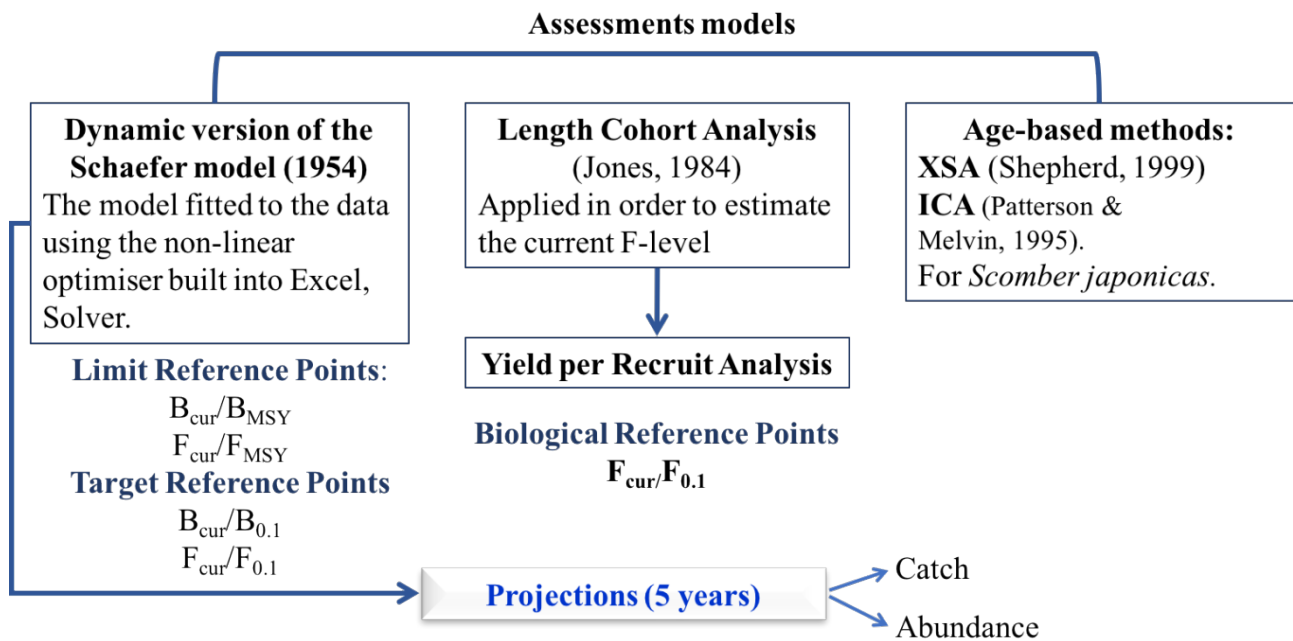 Assessments models
Dynamic version of the
Schaefer model (1954)
The model fitted to the data
using the non-linear
optimiser built into Excel,
Solver.
Limit Reference Points:
Bcur/BMSY
Fcur/FMSY
Target Reference Points
Bcur/B0.1
Fcur/F0.1
Length Cohort Analysis
(Jones, 1984)
Applied in order to estimate
the current F-level
Yield per Recruit Analysis
Biological Reference Points
Fcur/F0.1
Age-based methods:
XSA (Shepherd, 1999)
ICA (Patterson &
Melvin, 1995).
For Scomber japonicas.
Projections (5 years)
Catch
Abundance